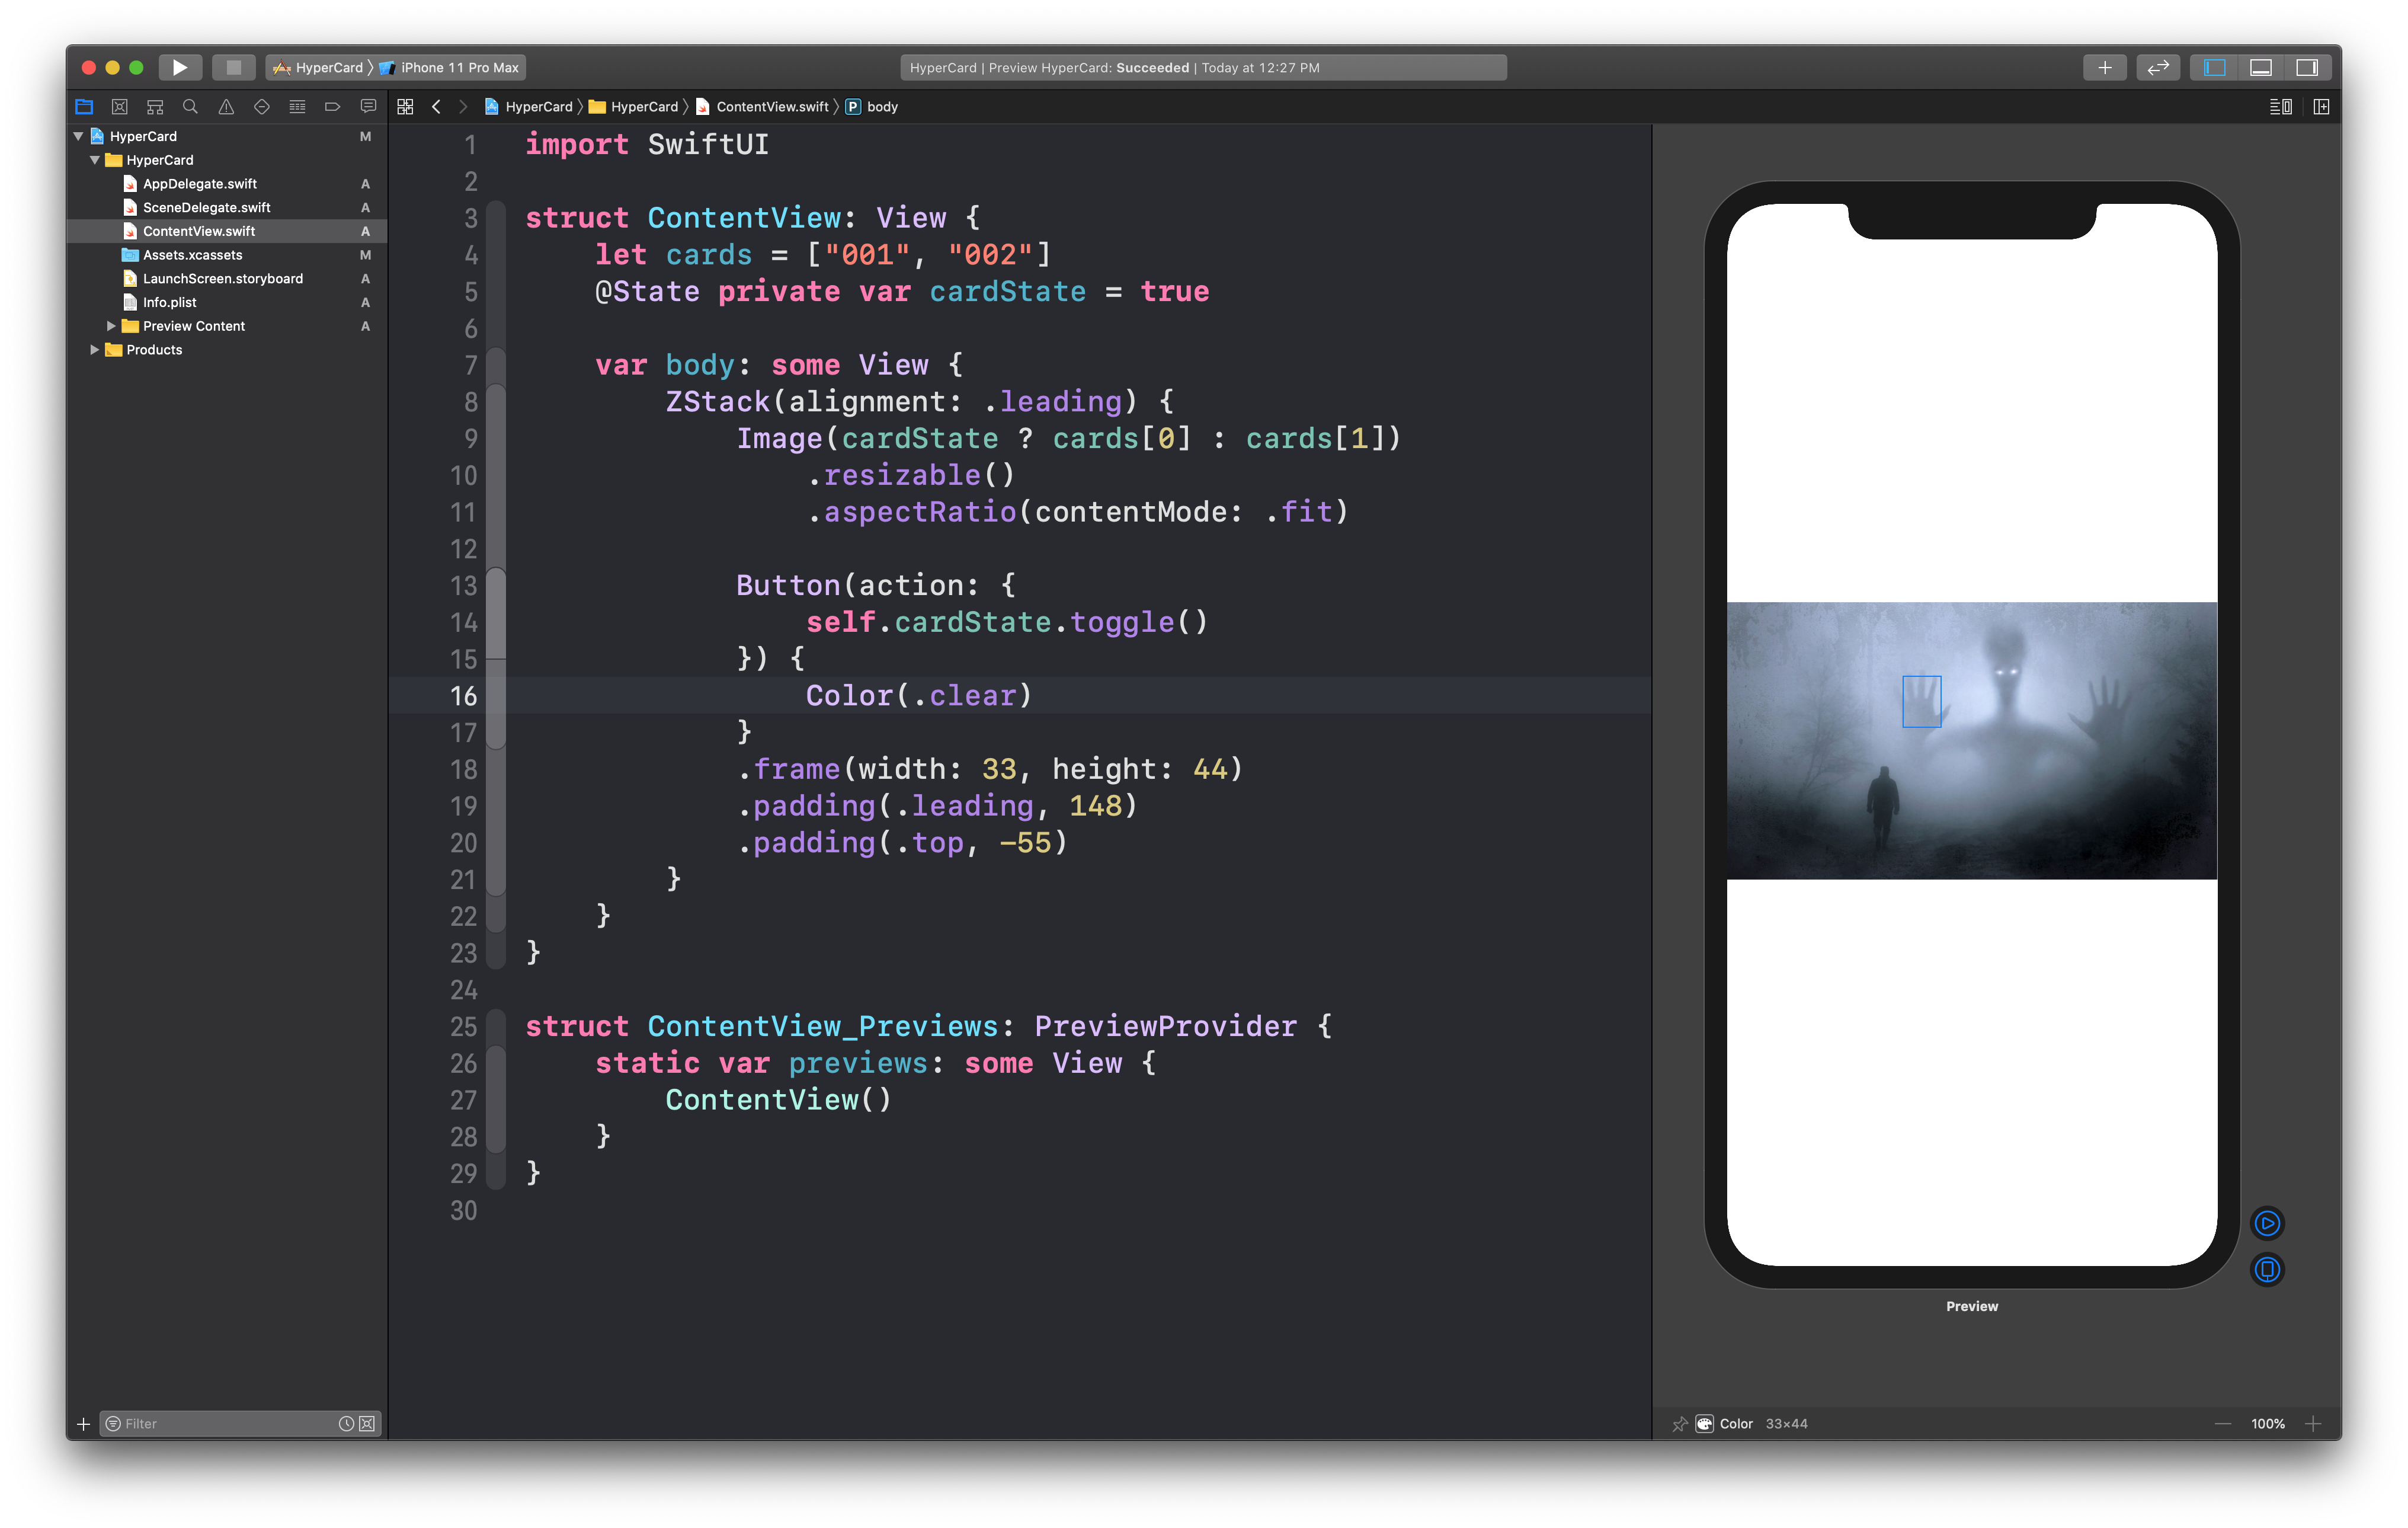 HyperCard 〉 iPhone 11 Pro Max
HyperCard | Preview HyperCard: Succeeded | Today at 12:27 PM
HyperCard 〉 HyperCard 〉 ContentView.swift 〉 P body
HyperCard M
HyperCard
AppDelegate.swift A
SceneDelegate.swift A
ContentView.swift A
Assets.xcassets M
LaunchScreen.storyboard A
Info.plist A
Preview Content A
Products
1 import SwiftUI
2
3 struct ContentView: View {
4 let cards = ["001", "002"]
5 @State private var cardState = true
6
7 var body: some View {
8 ZStack(alignment: .leading) {
9 Image(cardState ? cards[0] : cards[1])
10 .resizable()
11 .aspectRatio(contentMode: .fit)
12
13 Button(action: {
14 self.cardState.toggle()
15 }) {
16 Color(.clear)
17 }
18 .frame(width: 33, height: 44)
19 .padding(.leading, 148)
20 .padding(.top, -55)
21 }
22 }
23 }
24
25 struct ContentView_Previews: PreviewProvider {
26 static var previews: some View {
27 ContentView()
28 }
29 }
30
Preview
Filter
Color 33×44
100%